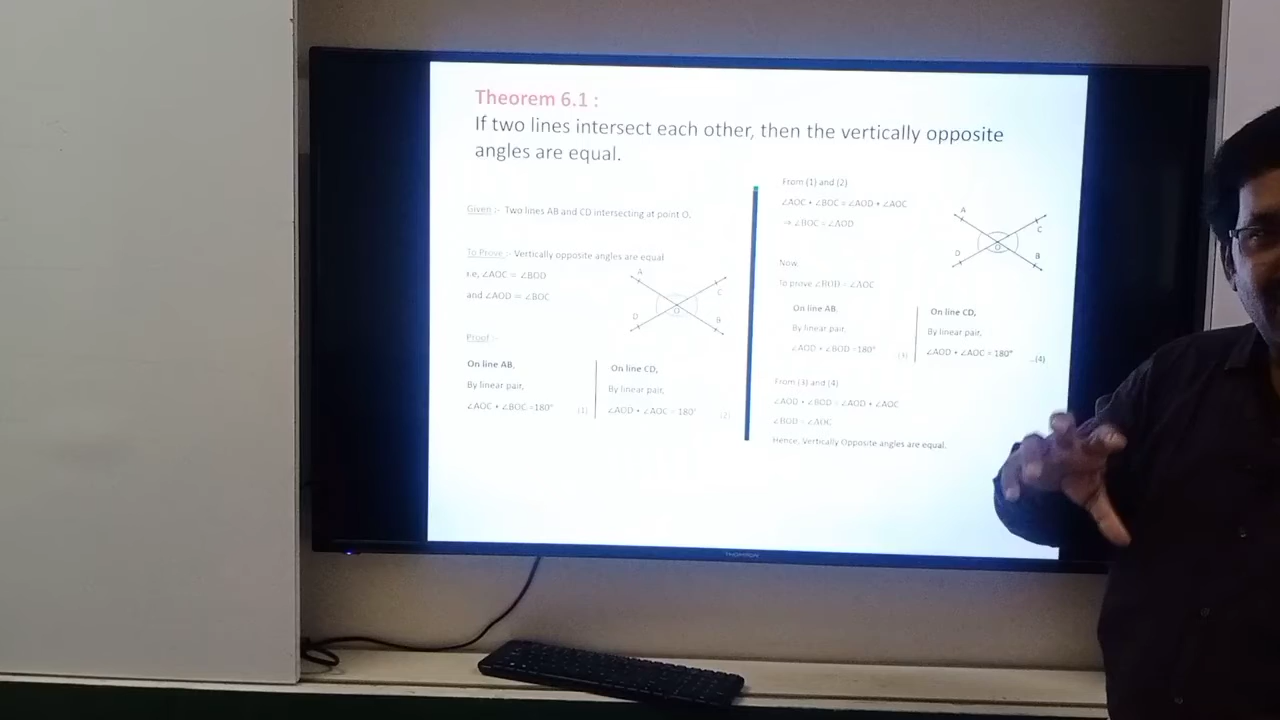 Theorem 6.1 :
If two lines intersect each other, then the vertically opposite
angles are equal.
Given :- Two lines AB and CD intersecting at point O.
To Prove :- Vertically opposite angles are equal
i.e, ∠AOC = ∠BOD
and ∠AOD = ∠BOC
A
C
O
D
B
Proof :-
On line AB,
By linear pair,
∠AOC + ∠BOC =180° (1)
On line CD,
By linear pair,
∠AOD + ∠AOC = 180° (2)
From (1) and (2)
∠AOC + ∠BOC = ∠AOD + ∠AOC
⇒ ∠BOC = ∠AOD
A
C
O
D
B
Now
To prove ∠BOD = ∠AOC
On line AB,
By linear pair,
∠AOD + ∠BOD =180° (3)
On line CD,
By linear pair,
∠AOD + ∠AOC = 180° ...(4)
From (3) and (4)
∠AOD + ∠BOD = ∠AOD + ∠AOC
∠BOD = ∠AOC
Hence, Vertically Opposite angles are equal.
THOMSON